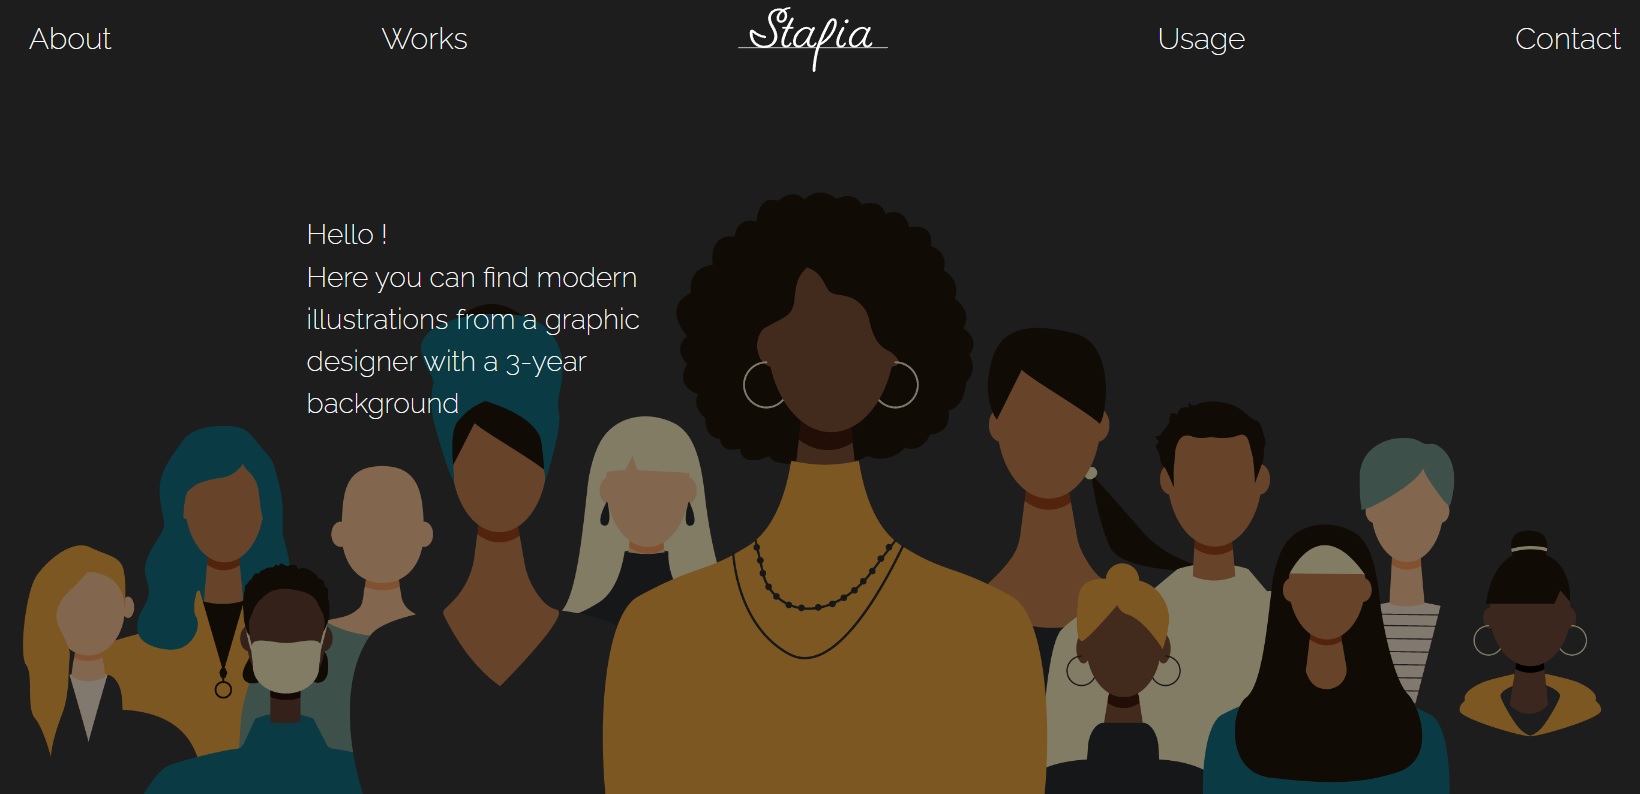 About
Works
Stafia
Usage
Contact
Hello !
Here you can find modern
illustrations from a graphic
designer with a 3-year
background